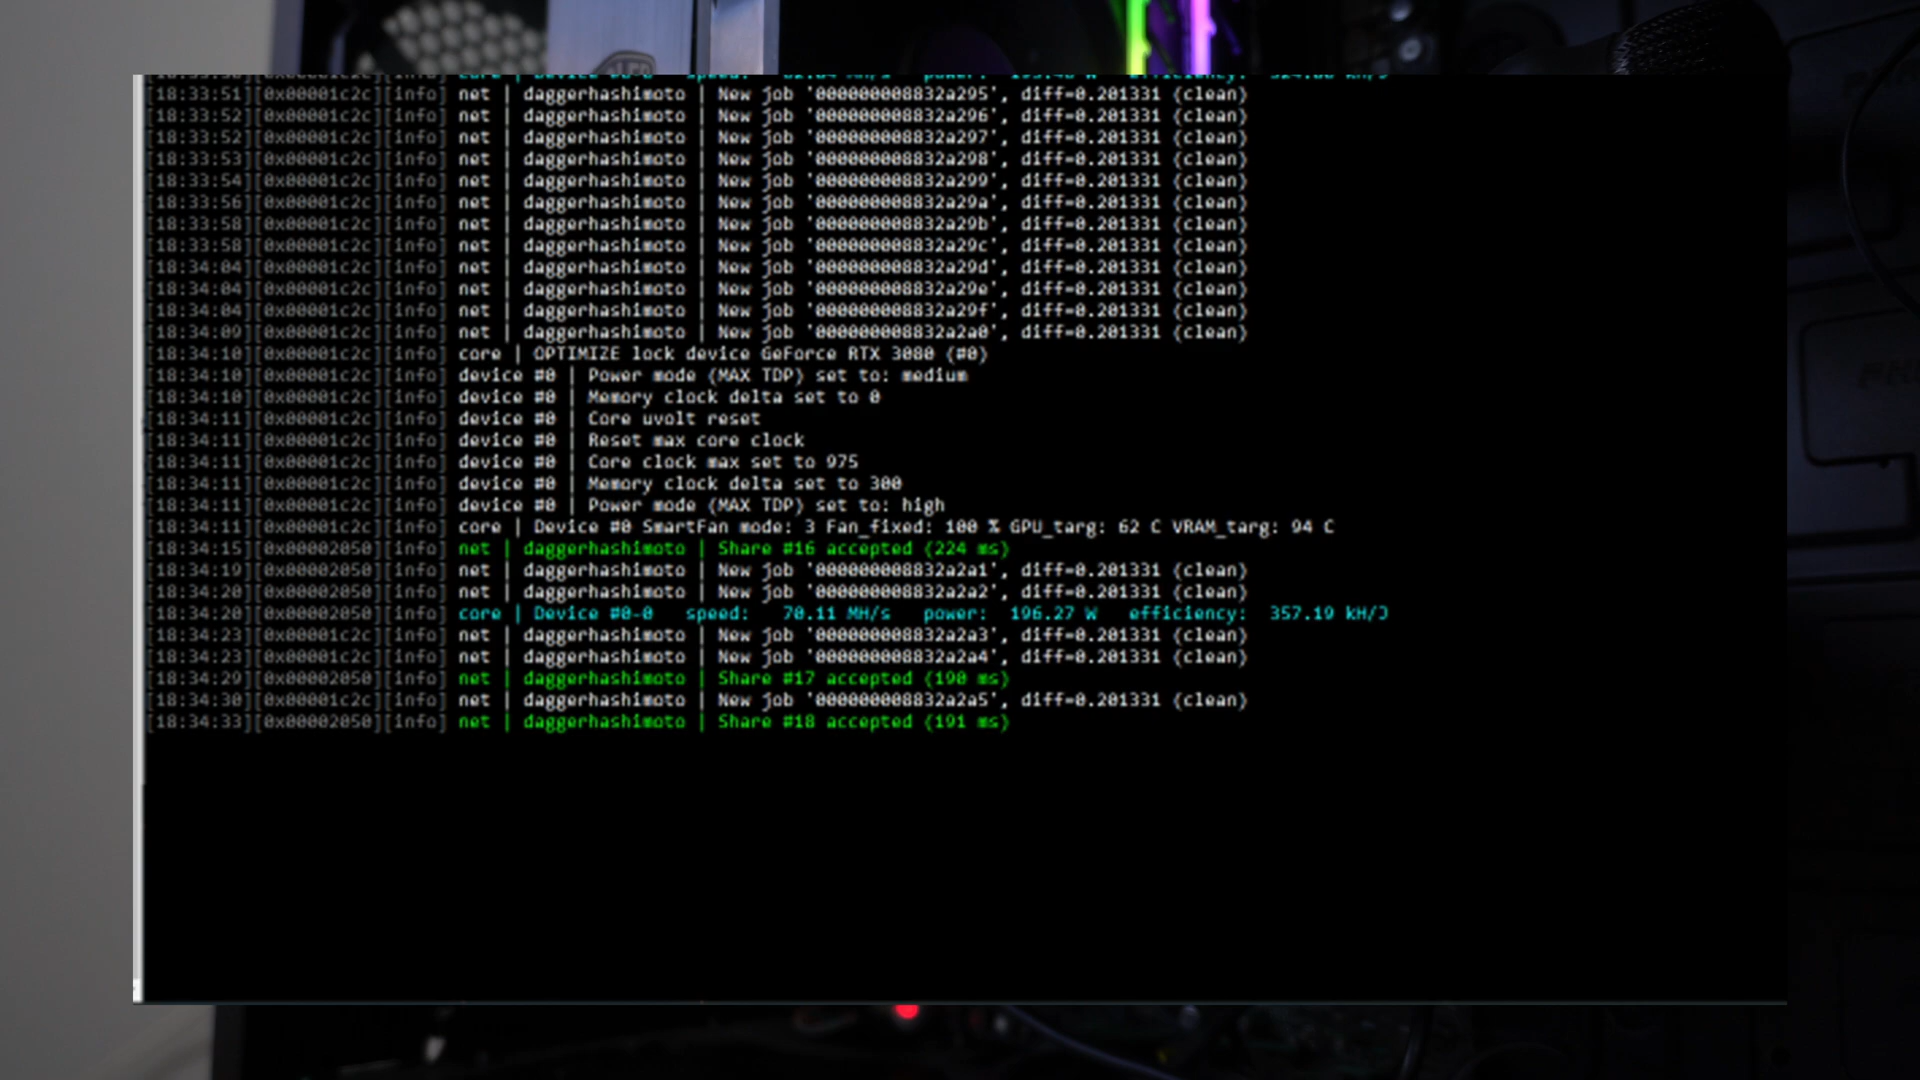 [18:33:51][0x00001c2c][info] net | daggerhashimoto | New job '000000008832a295', diff=0.201331 (clean)
[18:33:52][0x00001c2c][info] net | daggerhashimoto | New job '000000008832a296', diff=0.201331 (clean)
[18:33:52][0x00001c2c][info] net | daggerhashimoto | New job '000000008832a297', diff=0.201331 (clean)
[18:33:53][0x00001c2c][info] net | daggerhashimoto | New job '000000008832a298', diff=0.201331 (clean)
[18:33:54][0x00001c2c][info] net | daggerhashimoto | New job '000000008832a299', diff=0.201331 (clean)
[18:33:56][0x00001c2c][info] net | daggerhashimoto | New job '000000008832a29a', diff=0.201331 (clean)
[18:33:58][0x00001c2c][info] net | daggerhashimoto | New job '000000008832a29b', diff=0.201331 (clean)
[18:33:58][0x00001c2c][info] net | daggerhashimoto | New job '000000008832a29c', diff=0.201331 (clean)
[18:34:04][0x00001c2c][info] net | daggerhashimoto | New job '000000008832a29d', diff=0.201331 (clean)
[18:34:04][0x00001c2c][info] net | daggerhashimoto | New job '000000008832a29e', diff=0.201331 (clean)
[18:34:04][0x00001c2c][info] net | daggerhashimoto | New job '000000008832a29f', diff=0.201331 (clean)
[18:34:09][0x00001c2c][info] net | daggerhashimoto | New job '000000008832a2a0', diff=0.201331 (clean)
[18:34:10][0x00001c2c][info] core | OPTIMIZE lock device GeForce RTX 3080 (#0)
[18:34:10][0x00001c2c][info] device #0 | Power mode (MAX TDP) set to: medium
[18:34:10][0x00001c2c][info] device #0 | Memory clock delta set to 0
[18:34:11][0x00001c2c][info] device #0 | Core uvolt reset
[18:34:11][0x00001c2c][info] device #0 | Reset max core clock
[18:34:11][0x00001c2c][info] device #0 | Core clock max set to 975
[18:34:11][0x00001c2c][info] device #0 | Memory clock delta set to 300
[18:34:11][0x00001c2c][info] device #0 | Power mode (MAX TDP) set to: high
[18:34:11][0x00001c2c][info] core | Device #0 SmartFan mode: 3 Fan_fixed: 100 % GPU_targ: 62 C VRAM_targ: 94 C
[18:34:15][0x00002050][info] net | daggerhashimoto | Share #16 accepted (224 ms)
[18:34:19][0x00002050][info] net | daggerhashimoto | New job '000000008832a2a1', diff=0.201331 (clean)
[18:34:20][0x00002050][info] net | daggerhashimoto | New job '000000008832a2a2', diff=0.201331 (clean)
[18:34:20][0x00002050][info] core | Device #0-0 speed: 70.11 MH/s power: 196.27 W efficiency: 357.19 kH/J
[18:34:23][0x00001c2c][info] net | daggerhashimoto | New job '000000008832a2a3', diff=0.201331 (clean)
[18:34:23][0x00001c2c][info] net | daggerhashimoto | New job '000000008832a2a4', diff=0.201331 (clean)
[18:34:29][0x00002050][info] net | daggerhashimoto | Share #17 accepted (190 ms)
[18:34:30][0x00001c2c][info] net | daggerhashimoto | New job '000000008832a2a5', diff=0.201331 (clean)
[18:34:33][0x00002050][info] net | daggerhashimoto | Share #18 accepted (191 ms)